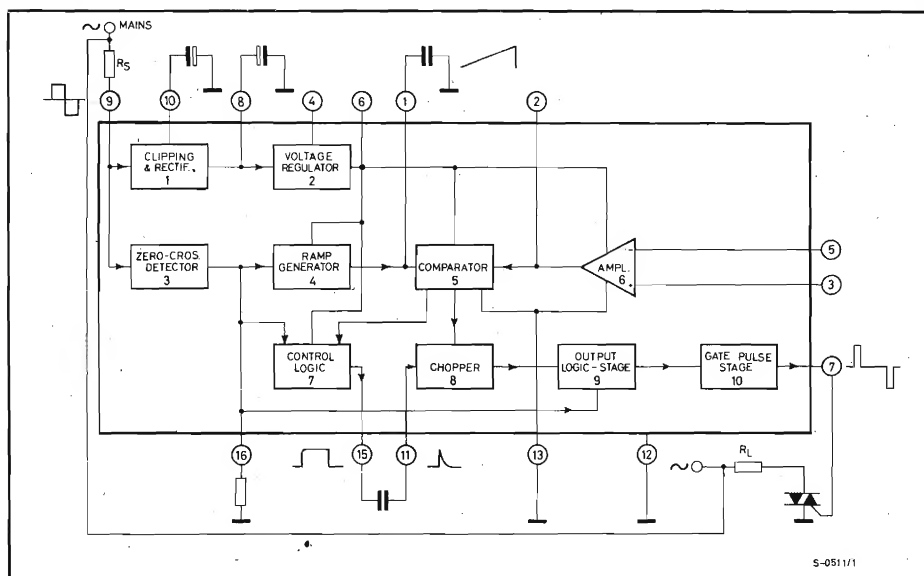 ~ MAINS
RS
9
10
8
4
6
1
2
CLIPPING
& RECTIF.
1
VOLTAGE
REGULATOR
2
ZERO-CROS.
DETECTOR
3
RAMP
GENERATOR
4
COMPARATOR
5
AMPL.
6
-
+
5
3
CONTROL
LOGIC
7
CHOPPER
8
OUTPUT
LOGIC-STAGE
9
GATE PULSE
STAGE
10
7
16
15
11
13
12
~
RL
S-0511/1